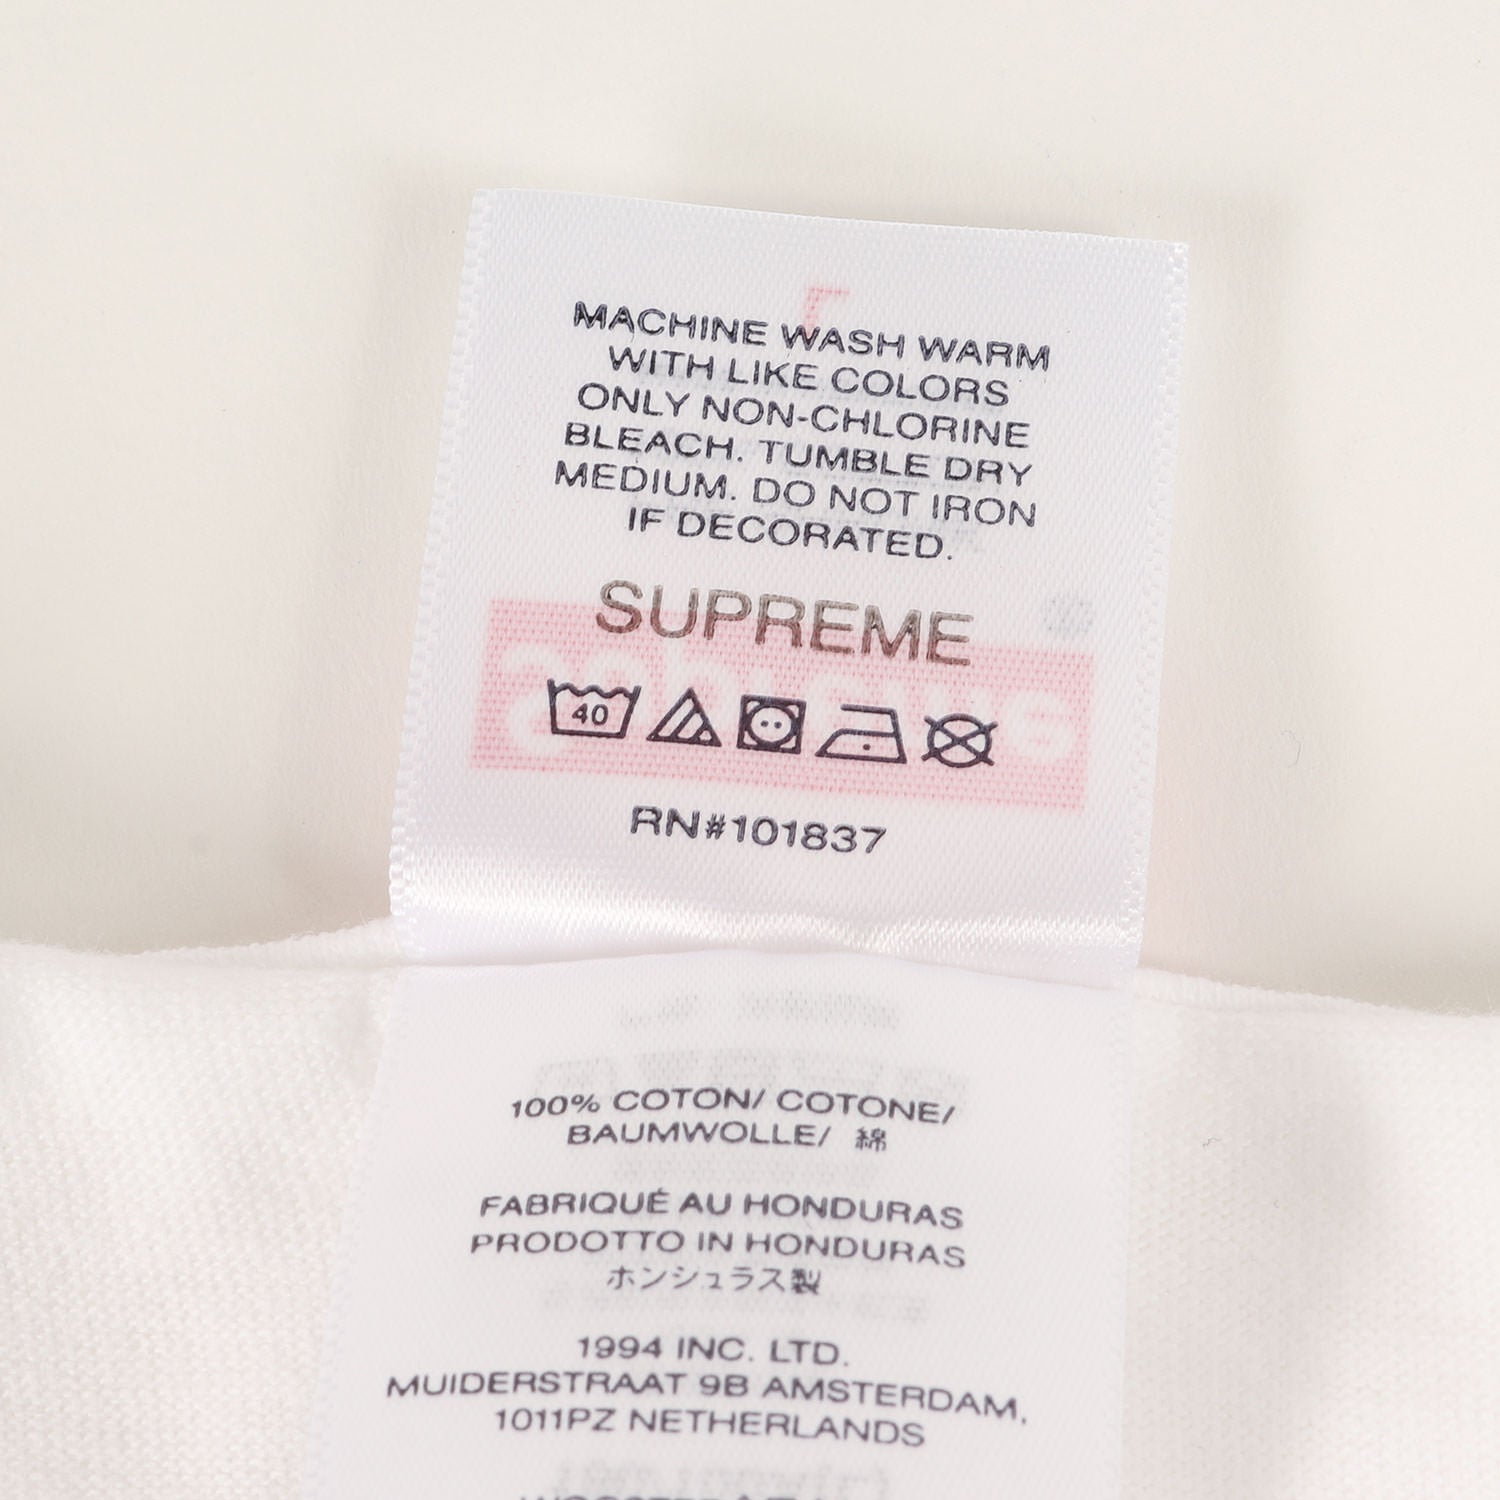 MACHINE WASH WARM
WITH LIKE COLORS
ONLY NON-CHLORINE
BLEACH. TUMBLE DRY
MEDIUM. DO NOT IRON
IF DECORATED.
SUPREME
40
RN#101837
100% COTON/ COTONE/
BAUMWOLLE/ 綿
FABRIQUÉ AU HONDURAS
PRODOTTO IN HONDURAS
ホンジュラス製
1994 INC. LTD.
MUIDERSTRAAT 9B AMSTERDAM,
1011PZ NETHERLANDS